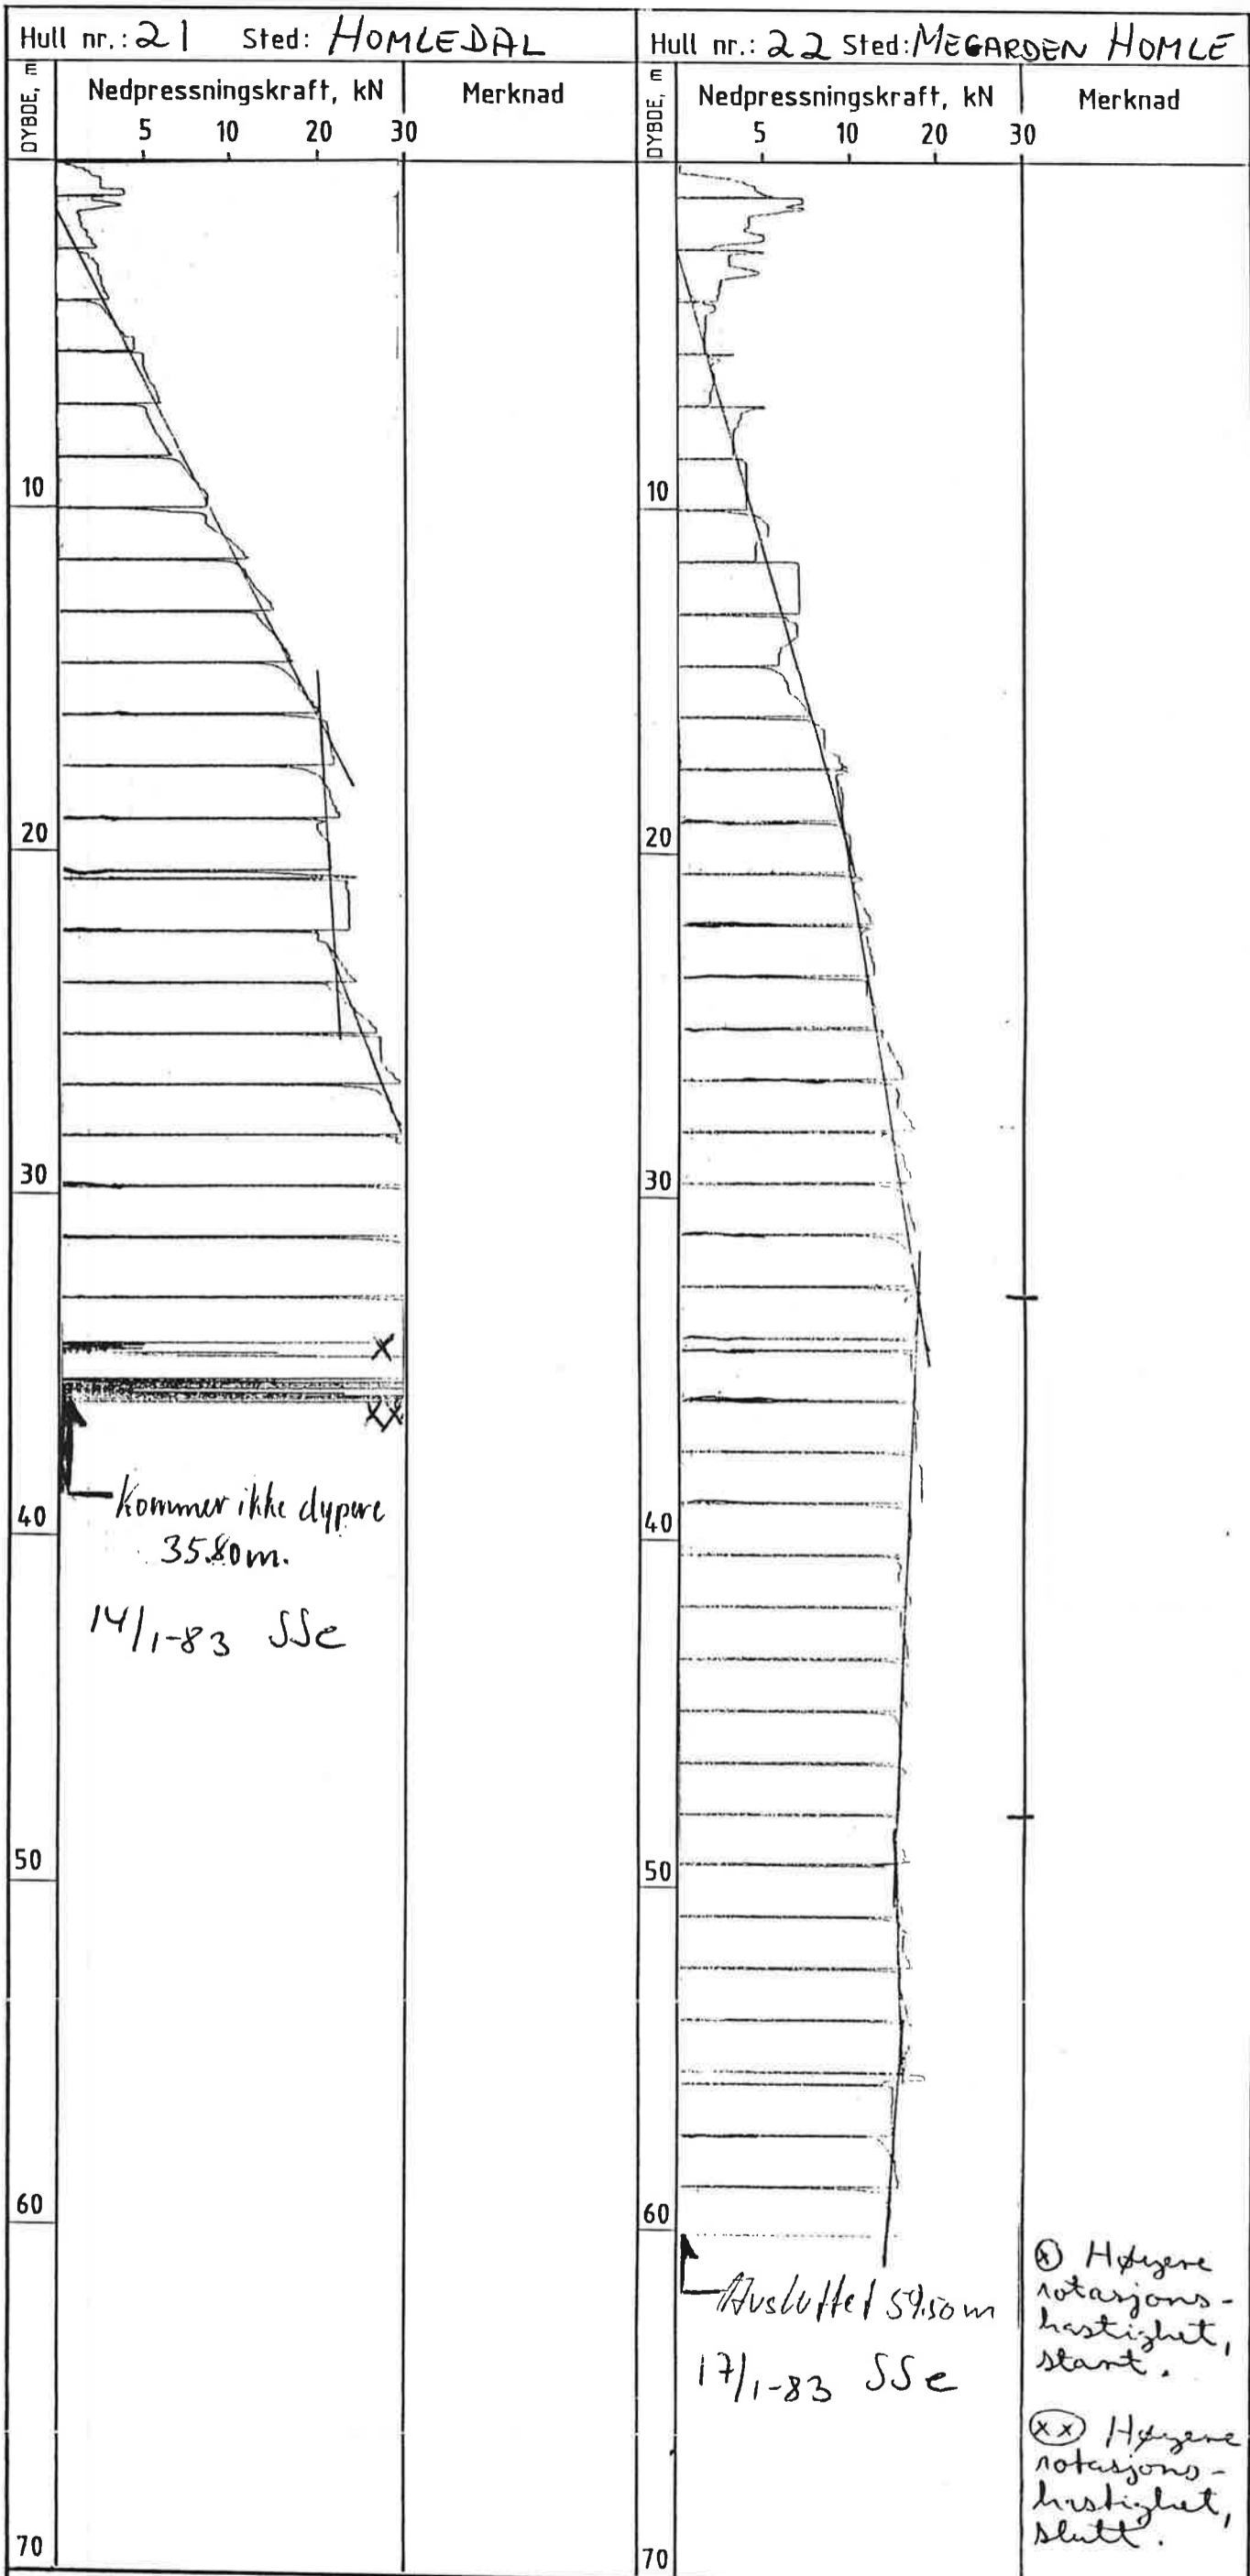 Hull nr.: 21 Sted: HOMLEDAL
DYBDE, m
Nedpressningskraft, kN
Merknad
5 10 20 30
10
20
30
X
XX
Kommer ikke dypere
35.80m.
40
14/1-83 SSe
50
60
70
Hull nr.: 22 Sted: MEGARDEN HOMLE
DYBDE, m
Nedpressningskraft, kN
Merknad
5 10 20 30
10
20
30
40
50
60
Avsluttet 59.50m
17/1-83 SSe
70
(x) Høyere
rotasjons-
hastighet,
start.
(xx) Høyere
rotasjons-
hastighet,
slutt.